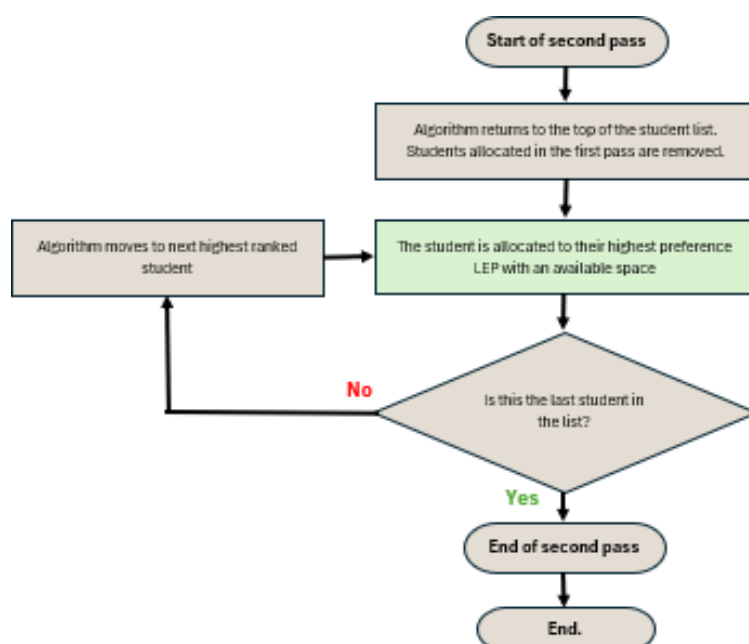 Start of second pass
Algorithm returns to the top of the student list.
Students allocated in the first pass are removed.
Algorithm moves to next highest ranked
student
The student is allocated to their highest preference
LEP with an available space
No
Is this the last student in
the list?
Yes
End of second pass
End.